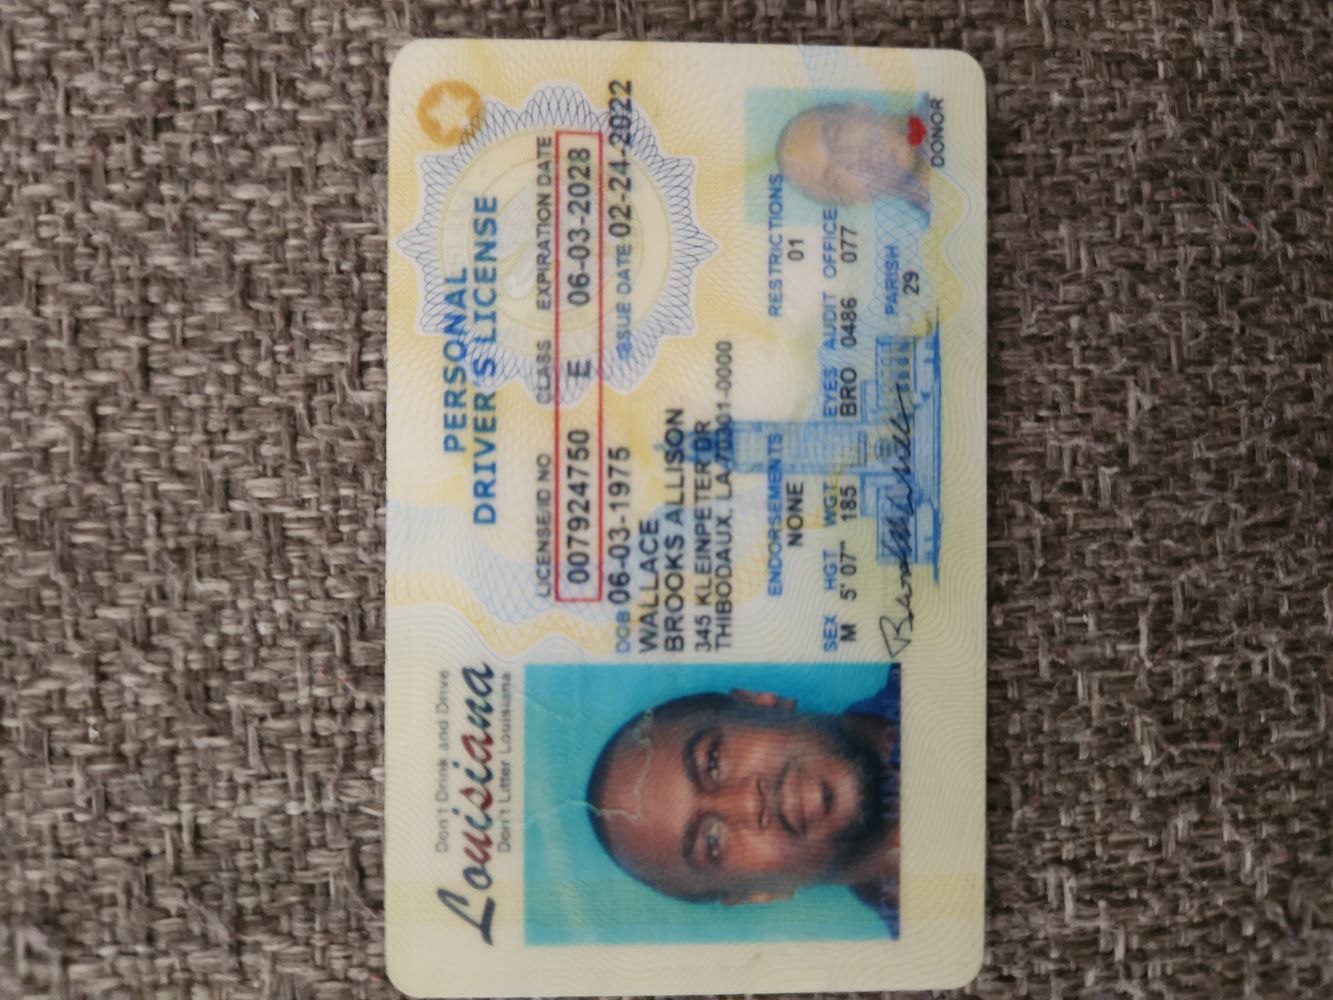 Don't Drink and Drive
Louisiana
Don't Litter Louisiana
PERSONAL
DRIVER'S LICENSE
LICENSE/ID NO CLASS EXPIRATION DATE
007924750 E 06-03-2028
DOB 06-03-1975 ISSUE DATE 02-24-2022
WALLACE
BROOKS ALLISON
345 KLEINPETER DR
THIBODAUX, LA 70301-0000
ENDORSEMENTS RESTRICTIONS
NONE 01
SEX HGT WGT EYES AUDIT OFFICE
M 5' 07" 185 BRO 0486 077
PARISH
29
DONOR